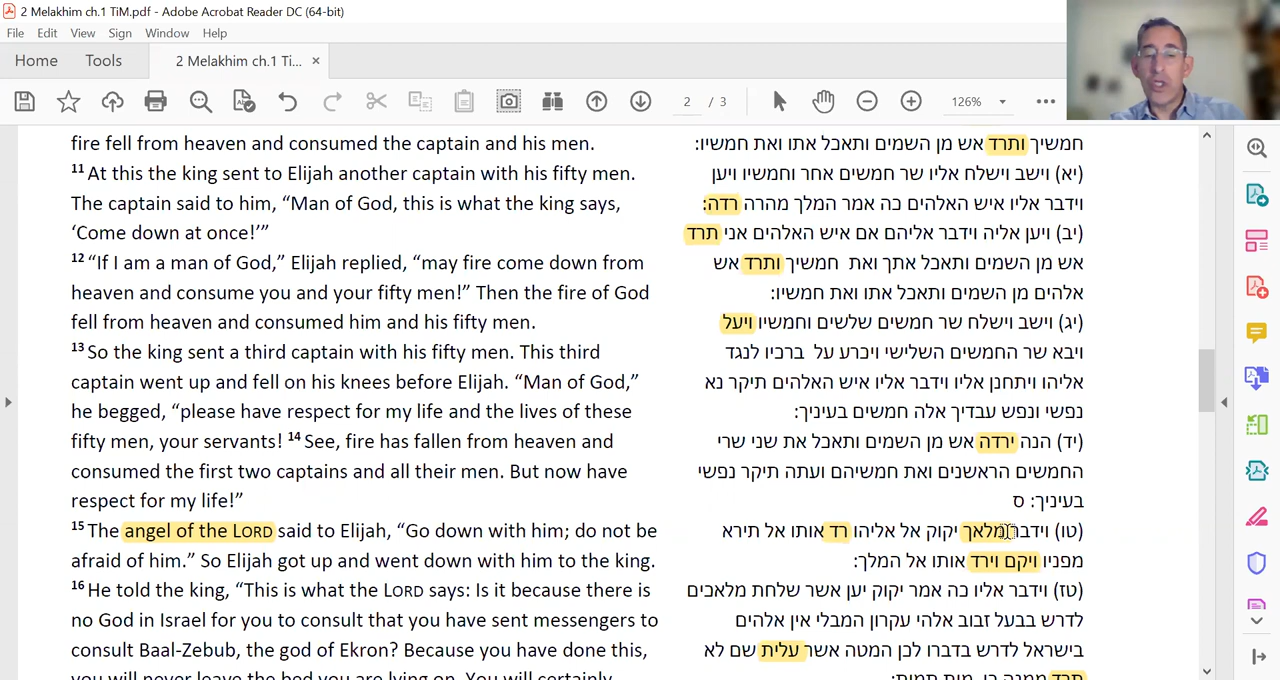 2 Melakhim ch.1 TiM.pdf - Adobe Acrobat Reader DC (64-bit)
File Edit View Sign Window Help
Home Tools 2 Melakhim ch.1 Ti... ×
2 / 3 126%
fire fell from heaven and consumed the captain and his men.
11 At this the king sent to Elijah another captain with his fifty men.
The captain said to him, “Man of God, this is what the king says,
‘Come down at once!’”
12 “If I am a man of God,” Elijah replied, “may fire come down from
heaven and consume you and your fifty men!” Then the fire of God
fell from heaven and consumed him and his fifty men.
13 So the king sent a third captain with his fifty men. This third
captain went up and fell on his knees before Elijah. “Man of God,”
he begged, “please have respect for my life and the lives of these
fifty men, your servants! 14 See, fire has fallen from heaven and
consumed the first two captains and all their men. But now have
respect for my life!”
15 The angel of the LORD said to Elijah, “Go down with him; do not be
afraid of him.” So Elijah got up and went down with him to the king.
16 He told the king, “This is what the LORD says: Is it because there is
no God in Israel for you to consult that you have sent messengers to
consult Baal-Zebub, the god of Ekron? Because you have done this,
you will never leave the bed you are lying on. You will certainly
חמשיך ותרד אש מן השמים ותאכל אתו ואת חמשיו:
(יא) וישב וישלח אליו שר חמשים אחר וחמשיו ויען
וידבר אליו איש האלהים כה אמר המלך מהרה רדה:
(יב) ויען אליה וידבר אליהם אם איש האלהים אני תרד
אש מן השמים ותאכל אתך ואת חמשיך ותרד אש
אלהים מן השמים ותאכל אתו ואת חמשיו:
(יג) וישב וישלח שר חמשים שלשים וחמשיו ויעל
ויבא שר החמשים השלישי ויכרע על ברכיו לנגד
אליהו ויתחנן אליו וידבר אליו איש האלהים תיקר נא
נפשי ונפש עבדיך אלה חמשים בעיניך:
(יד) הנה ירדה אש מן השמים ותאכל את שני שרי
החמשים הראשנים ואת חמשיהם ועתה תיקר נפשי
בעיניך: ס
(טו) וידבר מלאך יקוק אל אליהו רד אותו אל תירא
מפניו ויקם וירד אותו אל המלך:
(טז) וידבר אליו כה אמר יקוק יען אשר שלחת מלאכים
לדרש בבעל זבוב אלהי עקרון המבלי אין אלהים
בישראל לדרש בדברו לכן המטה אשר עלית שם לא
תרד ממנה כי מות תמות: